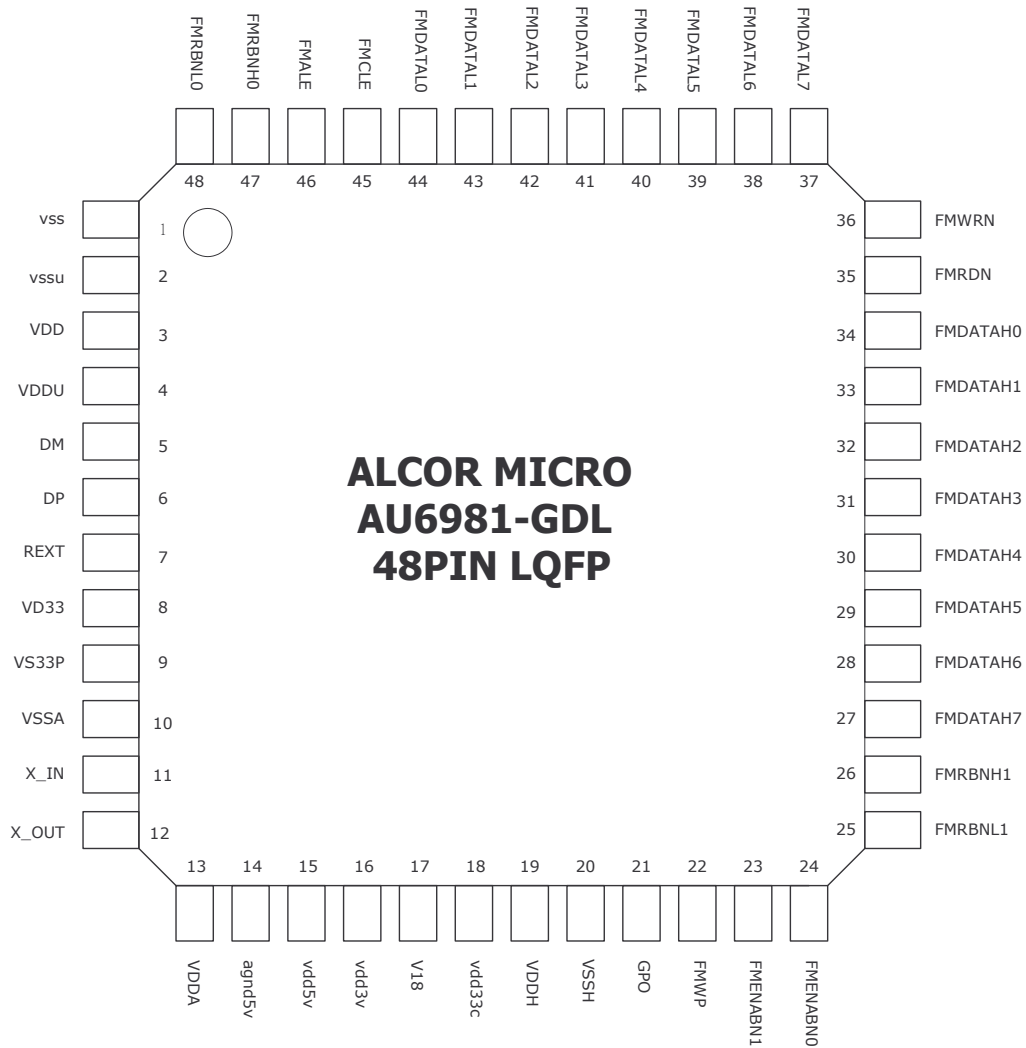 FMRBNL0
FMRBNH0
FMALE
FMCLE
FMDATAL0
FMDATAL1
FMDATAL2
FMDATAL3
FMDATAL4
FMDATAL5
FMDATAL6
FMDATAL7
48 47 46 45 44 43 42 41 40 39 38 37
vss 1
vssu 2
VDD 3
VDDU 4
DM 5
DP 6
REXT 7
VD33 8
VS33P 9
VSSA 10
X_IN 11
X_OUT 12
ALCOR MICRO
AU6981-GDL
48PIN LQFP
36 FMWRN
35 FMRDN
34 FMDATAH0
33 FMDATAH1
32 FMDATAH2
31 FMDATAH3
30 FMDATAH4
29 FMDATAH5
28 FMDATAH6
27 FMDATAH7
26 FMRBNH1
25 FMRBNL1
13 14 15 16 17 18 19 20 21 22 23 24
VDDA
agnd5v
vdd5v
vdd3v
V18
vdd33c
VDDH
VSSH
GPO
FMWP
FMENABN1
FMENABN0